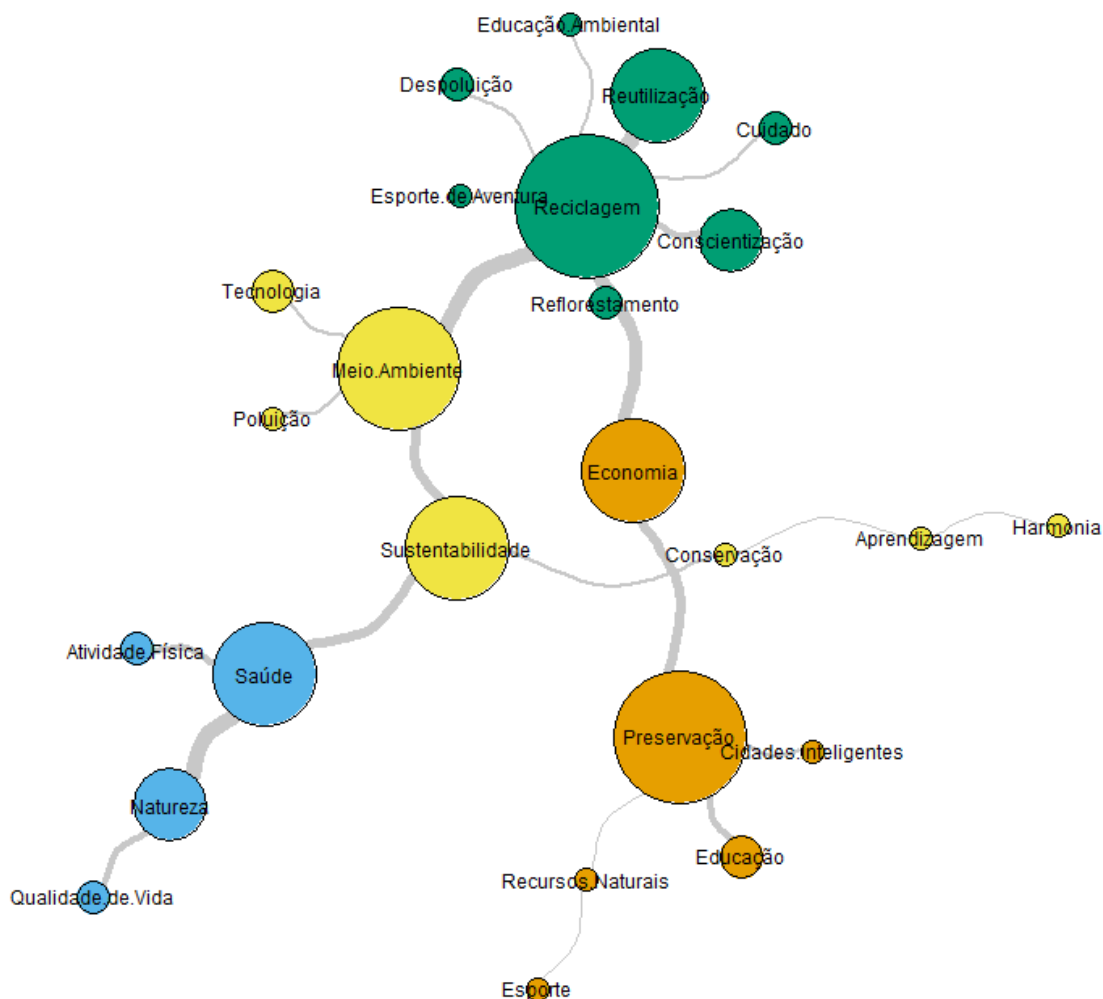 Educação.Ambiental
Despoluição
Reutilização
Cuidado
Esporte.de.Aventura
Reciclagem
Conscientização
Tecnologia
Reflorestamento
Meio.Ambiente
Poluição
Economia
Sustentabilidade
Conservação
Aprendizagem
Harmonia
Atividade.Física
Saúde
Preservação
Cidades.Inteligentes
Natureza
Educação
Recursos.Naturais
Qualidade.de.Vida
Esporte